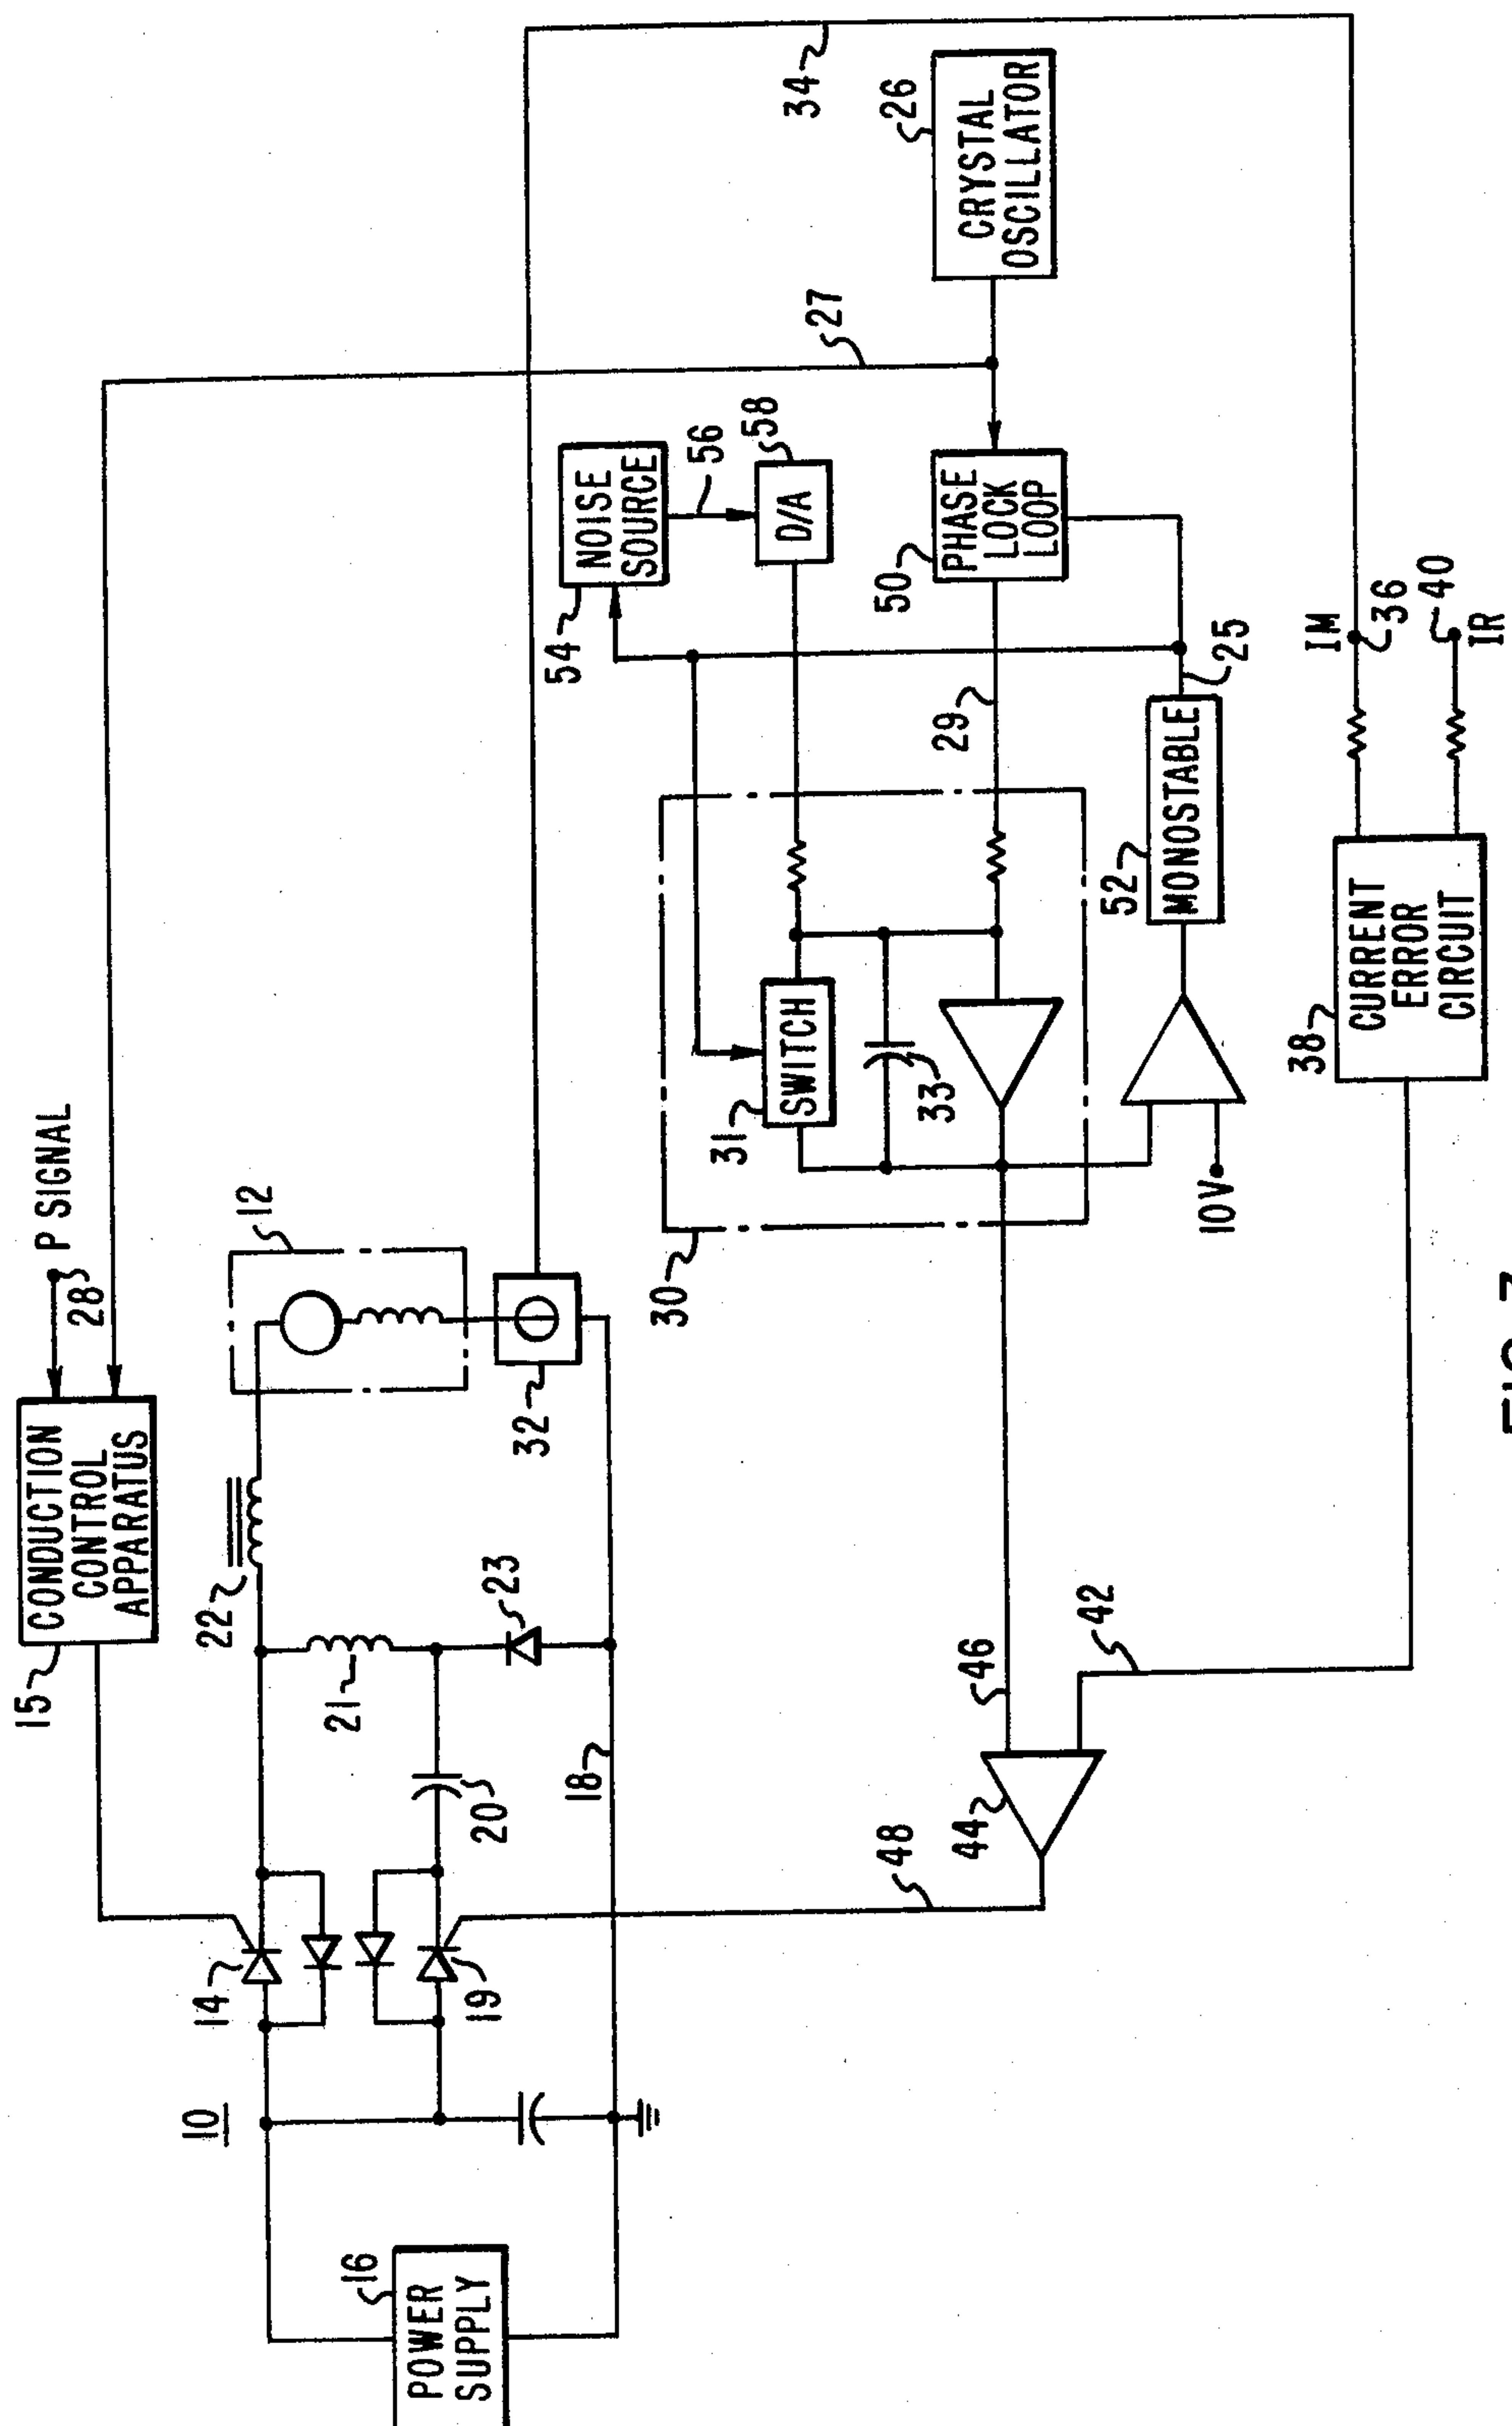 15
CONDUCTION
CONTROL
APPARATUS
P SIGNAL
28
10
14
22
12
16
POWER
SUPPLY
21
23
20
19
18
32
54
NOISE
SOURCE
56
58
D/A
34
27
26
CRYSTAL
OSCILLATOR
30
31
SWITCH
33
50
PHASE
LOCK
LOOP
29
48
44
46
42
10V
52
MONOSTABLE
25
38
CURRENT
ERROR
CIRCUIT
IM
36
40
IR
FIG.